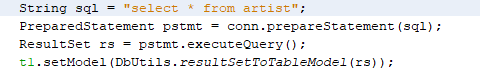 String sql = "select * from artist";
PreparedStatement pstmt = conn.prepareStatement(sql);
ResultSet rs = pstmt.executeQuery();
t1.setModel(DbUtils.resultSetToTableModel(rs));